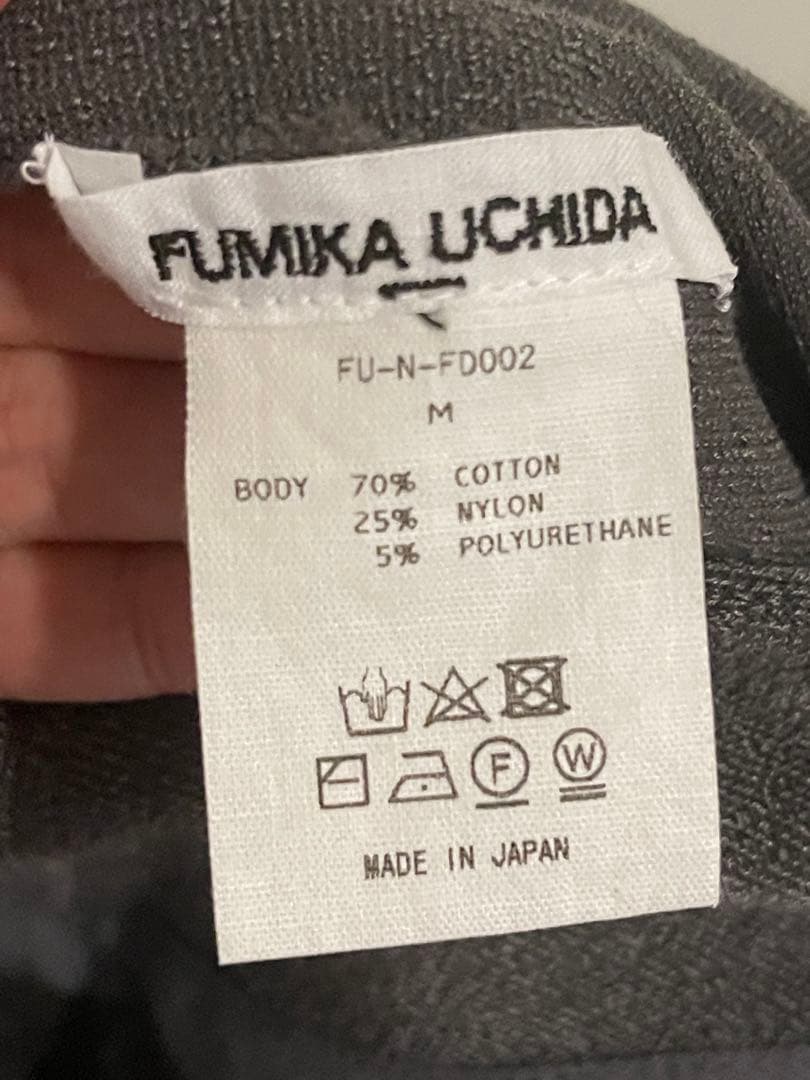 FUMIKA UCHIDA
FU-N-FD002
M
BODY 70% COTTON
25% NYLON
5% POLYURETHANE
F W
MADE IN JAPAN